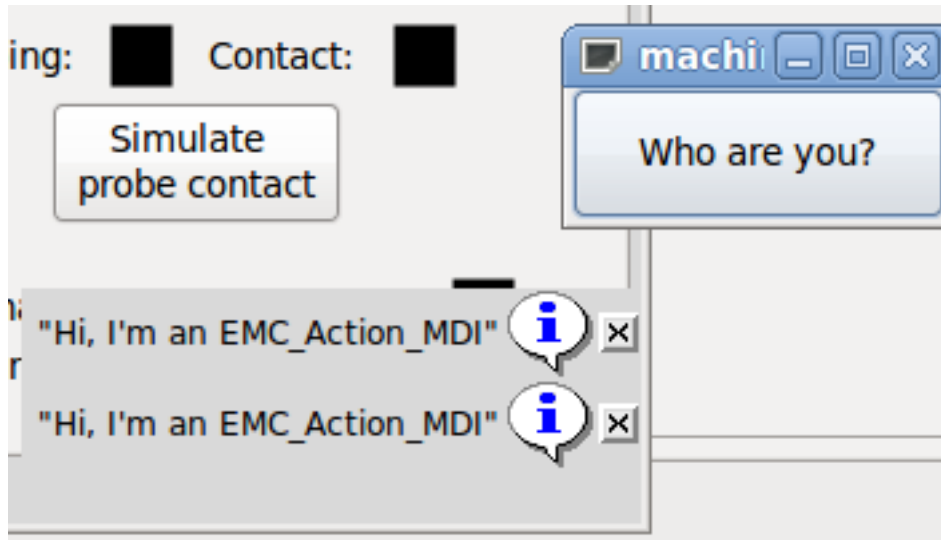 ing: Contact:
machi
Simulate
probe contact
Who are you?
"Hi, I'm an EMC_Action_MDI"
"Hi, I'm an EMC_Action_MDI"